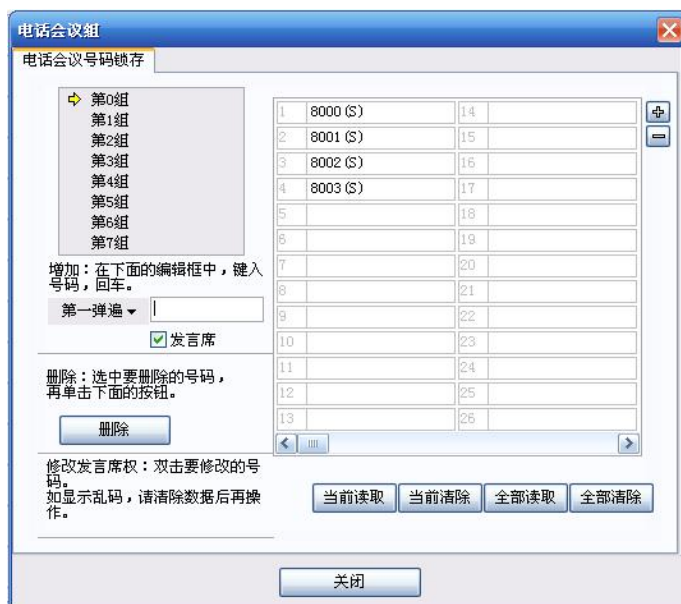 电话会议组
电话会议号码锁存
第0组
第1组
第2组
第3组
第4组
第5组
第6组
第7组
增加：在下面的编辑框中，键入
号码，回车。
第一弹遍
发言席
删除：选中要删除的号码，
再单击下面的按钮。
删除
修改发言席权：双击要修改的号
码。
如显示乱码，请清除数据后再操
作。
1 8000(S) 14
2 8001(S) 15
3 8002(S) 16
4 8003(S) 17
5 18
6 19
7 20
8 21
9 22
10 23
11 24
12 25
13 26
当前读取 当前清除 全部读取 全部清除
关闭